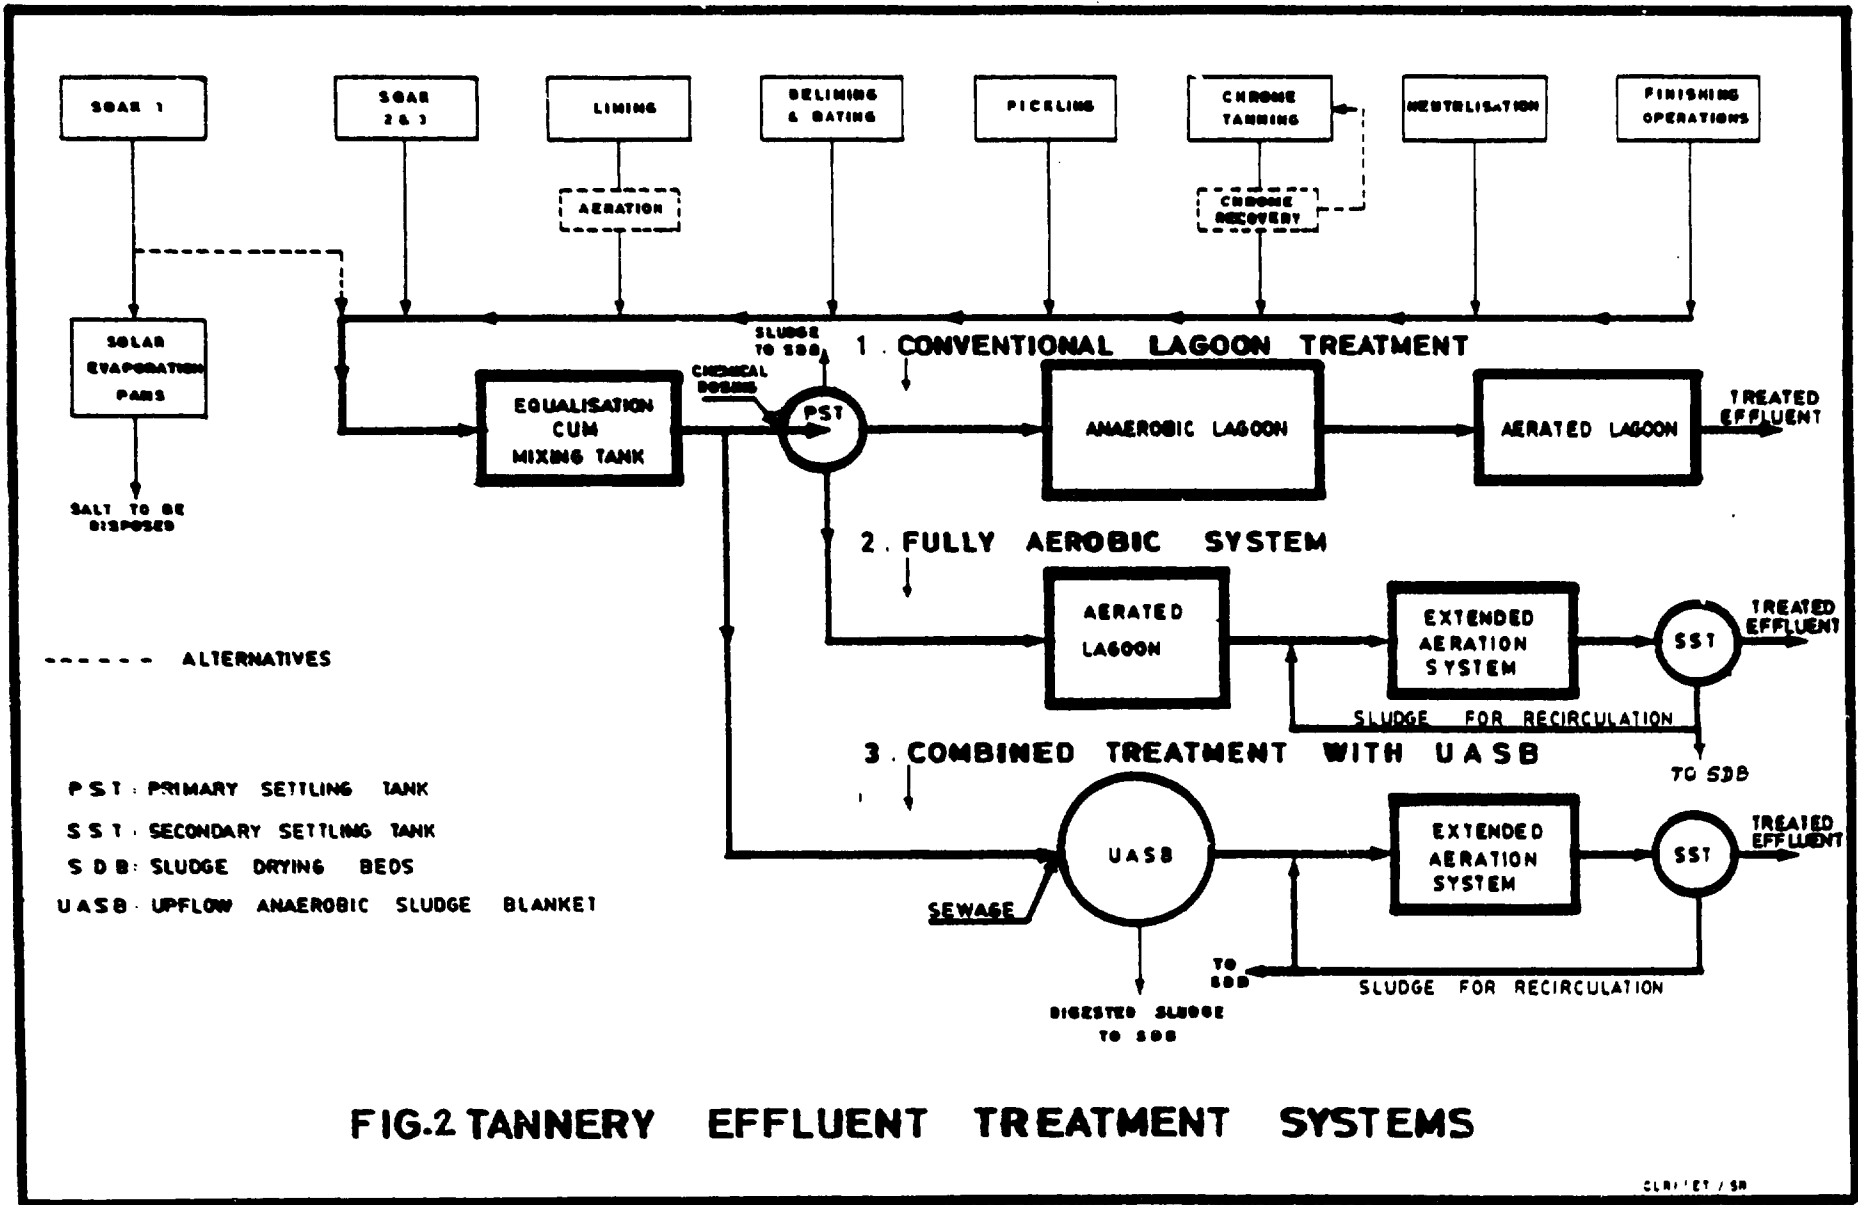 SOAK 1
SOAK
2 & 3
LIMING
DELIMING
& BATING
PICKLING
CHROME
TANNING
NEUTRALISATION
FINISHING
OPERATIONS
AERATION
CHROME
RECOVERY
SOLAR
EVAPORATION
PANS
SALT TO BE
DISPOSED
SLUDGE
TO SDB
CHEMICAL
DOSING
1. CONVENTIONAL LAGOON TREATMENT
EQUALISATION
CUM
MIXING TANK
PST
ANAEROBIC LAGOON
AERATED LAGOON
TREATED
EFFLUENT
2. FULLY AEROBIC SYSTEM
AERATED
LAGOON
EXTENDED
AERATION
SYSTEM
SST
TREATED
EFFLUENT
SLUDGE FOR RECIRCULATION
TO SDB
------ ALTERNATIVES
3. COMBINED TREATMENT WITH UASB
UASB
SEWAGE
EXTENDED
AERATION
SYSTEM
SST
TREATED
EFFLUENT
TO
SDB
SLUDGE FOR RECIRCULATION
DIGESTED SLUDGE
TO SDB
PST: PRIMARY SETTLING TANK
SST: SECONDARY SETTLING TANK
SDB: SLUDGE DRYING BEDS
UASB: UPFLOW ANAEROBIC SLUDGE BLANKET
FIG.2 TANNERY EFFLUENT TREATMENT SYSTEMS